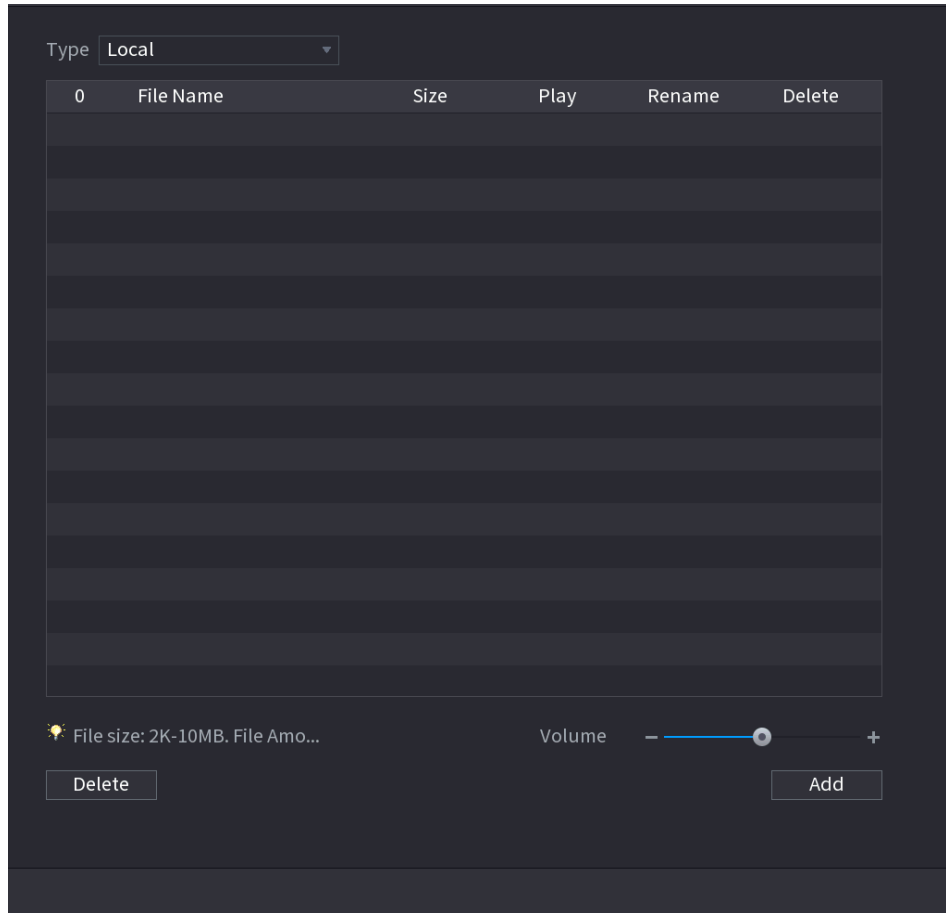 Type Local
0 File Name Size Play Rename Delete
File size: 2K-10MB. File Amo... Volume
Delete Add